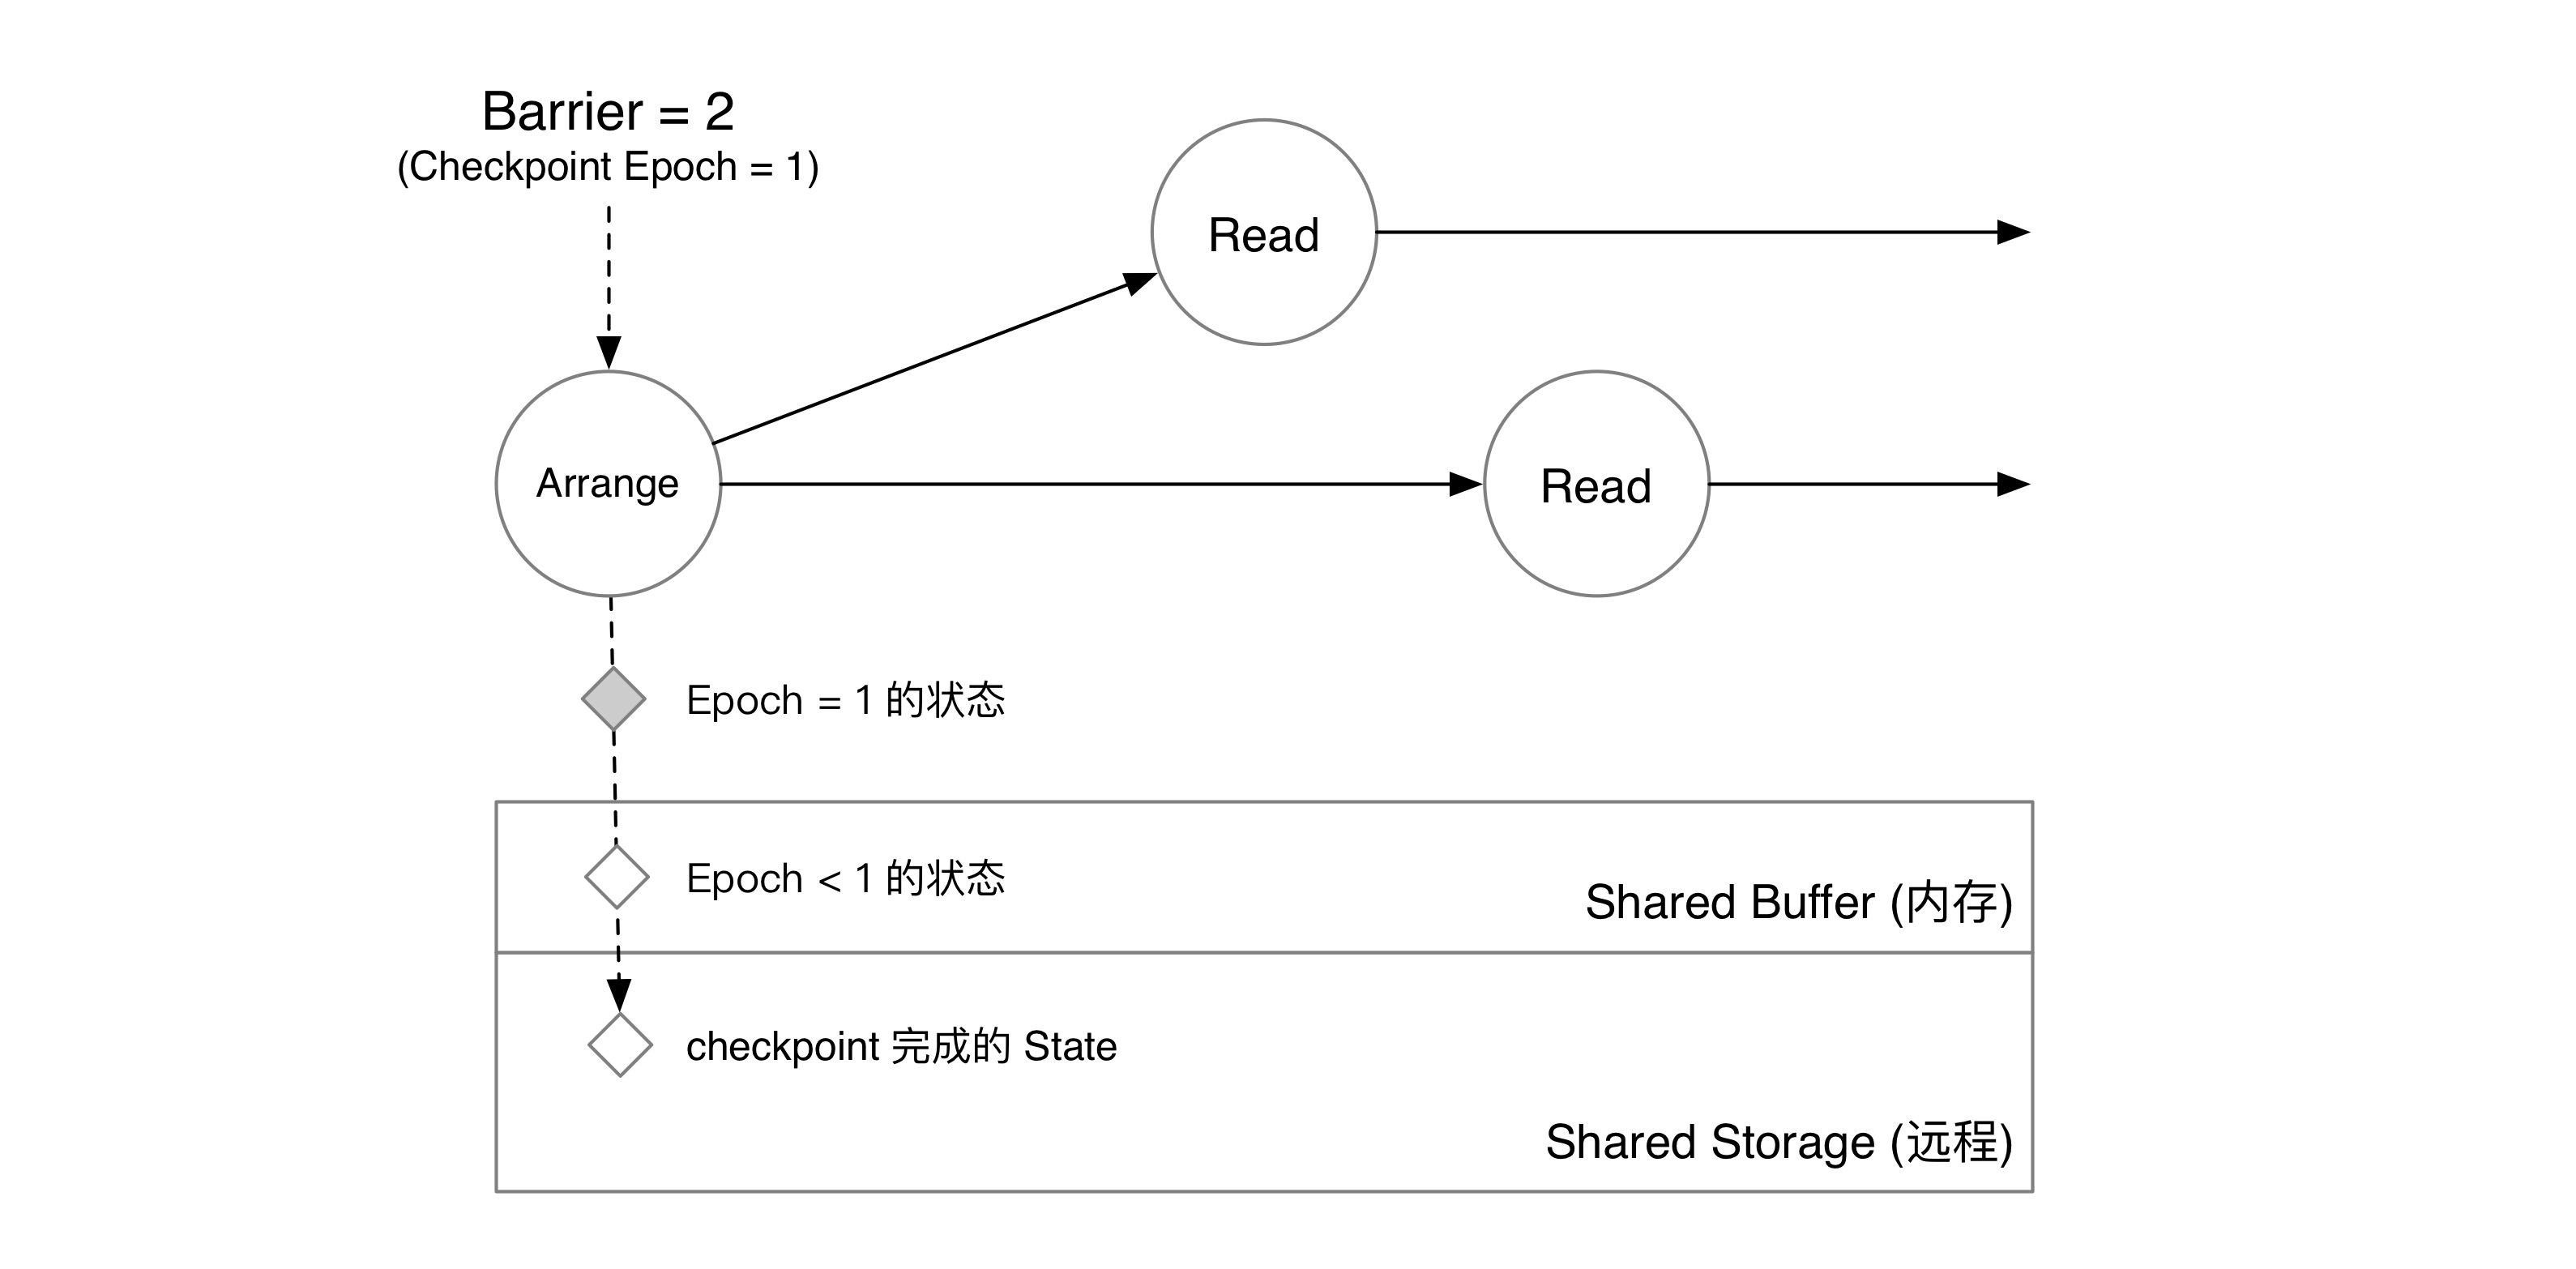 Barrier = 2
(Checkpoint Epoch = 1)
Read
Arrange
Read
Epoch = 1 的状态
Epoch < 1 的状态
Shared Buffer (内存)
checkpoint 完成的 State
Shared Storage (远程)